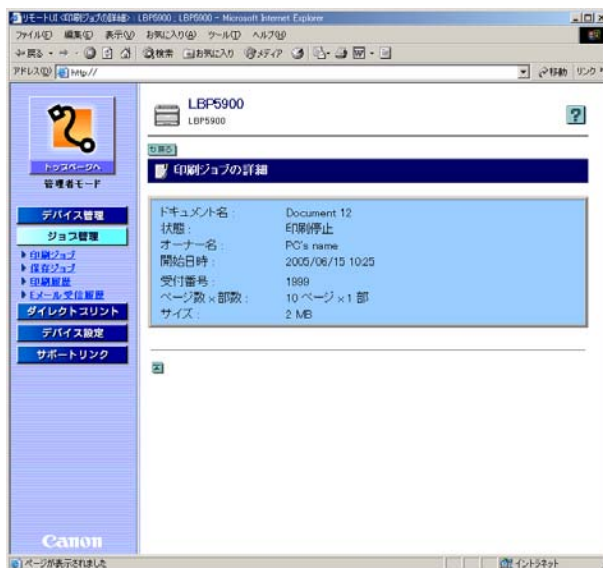 リモートUI <印刷ジョブの詳細> : LBP5900 ; LBP5900 - Microsoft Internet Explorer
ファイル(F) 編集(E) 表示(V) お気に入り(A) ツール(T) ヘルプ(H)
戻る 検索 お気に入り メディア
アドレス(D) http:// 移動 リンク
LBP5900
LBP5900
トップページへ
管理者モード
戻る
印刷ジョブの詳細
デバイス管理
ジョブ管理
印刷ジョブ
保存ジョブ
印刷履歴
Eメール受信履歴
ダイレクトプリント
デバイス設定
サポートリンク
ドキュメント名 : Document 12
状態 : 印刷停止
オーナー名 : PC's name
開始日時 : 2005/06/15 10:25
受付番号 : 1999
ページ数 × 部数 : 10 ページ × 1 部
サイズ : 2 MB
Canon
ページが表示されました イントラネット